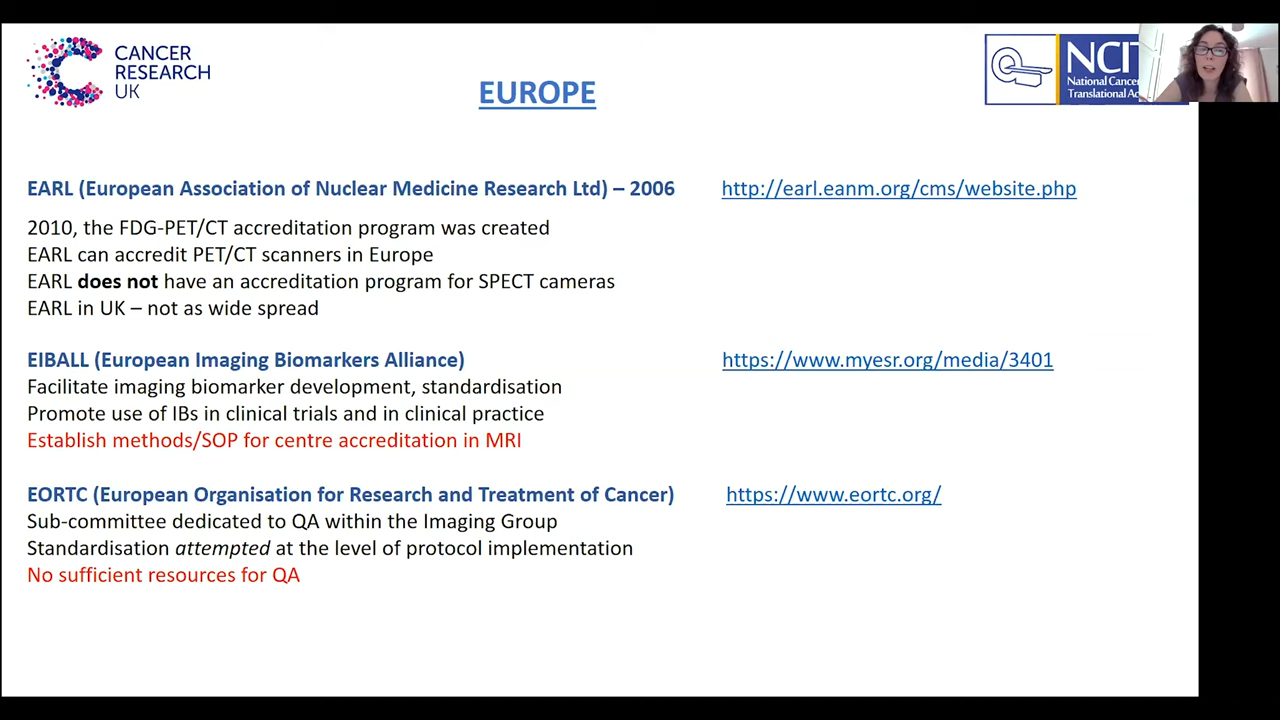 CANCER
RESEARCH
UK
EUROPE
NCIT
National Cancer
Translational
EARL (European Association of Nuclear Medicine Research Ltd) – 2006 http://earl.eanm.org/cms/website.php
2010, the FDG-PET/CT accreditation program was created
EARL can accredit PET/CT scanners in Europe
EARL does not have an accreditation program for SPECT cameras
EARL in UK – not as wide spread
EIBALL (European Imaging Biomarkers Alliance) https://www.myesr.org/media/3401
Facilitate imaging biomarker development, standardisation
Promote use of IBs in clinical trials and in clinical practice
Establish methods/SOP for centre accreditation in MRI
EORTC (European Organisation for Research and Treatment of Cancer) https://www.eortc.org/
Sub-committee dedicated to QA within the Imaging Group
Standardisation attempted at the level of protocol implementation
No sufficient resources for QA